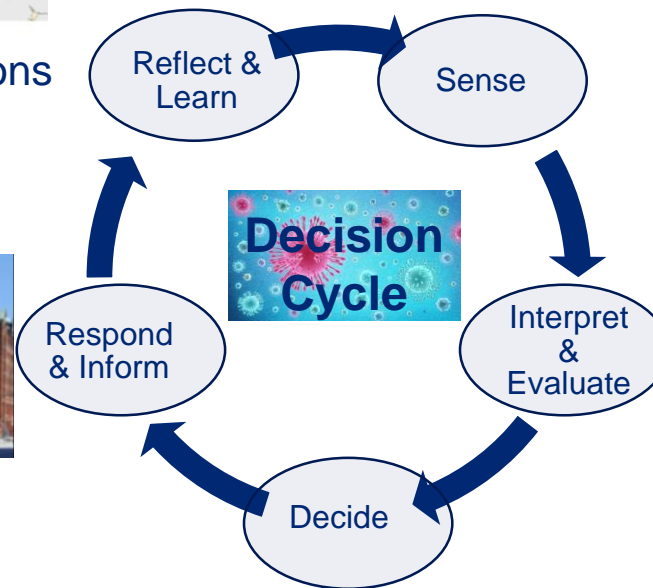 ons
Reflect &
Learn
Sense
Decision
Cycle
Interpret
&
Evaluate
Respond
& Inform
Decide